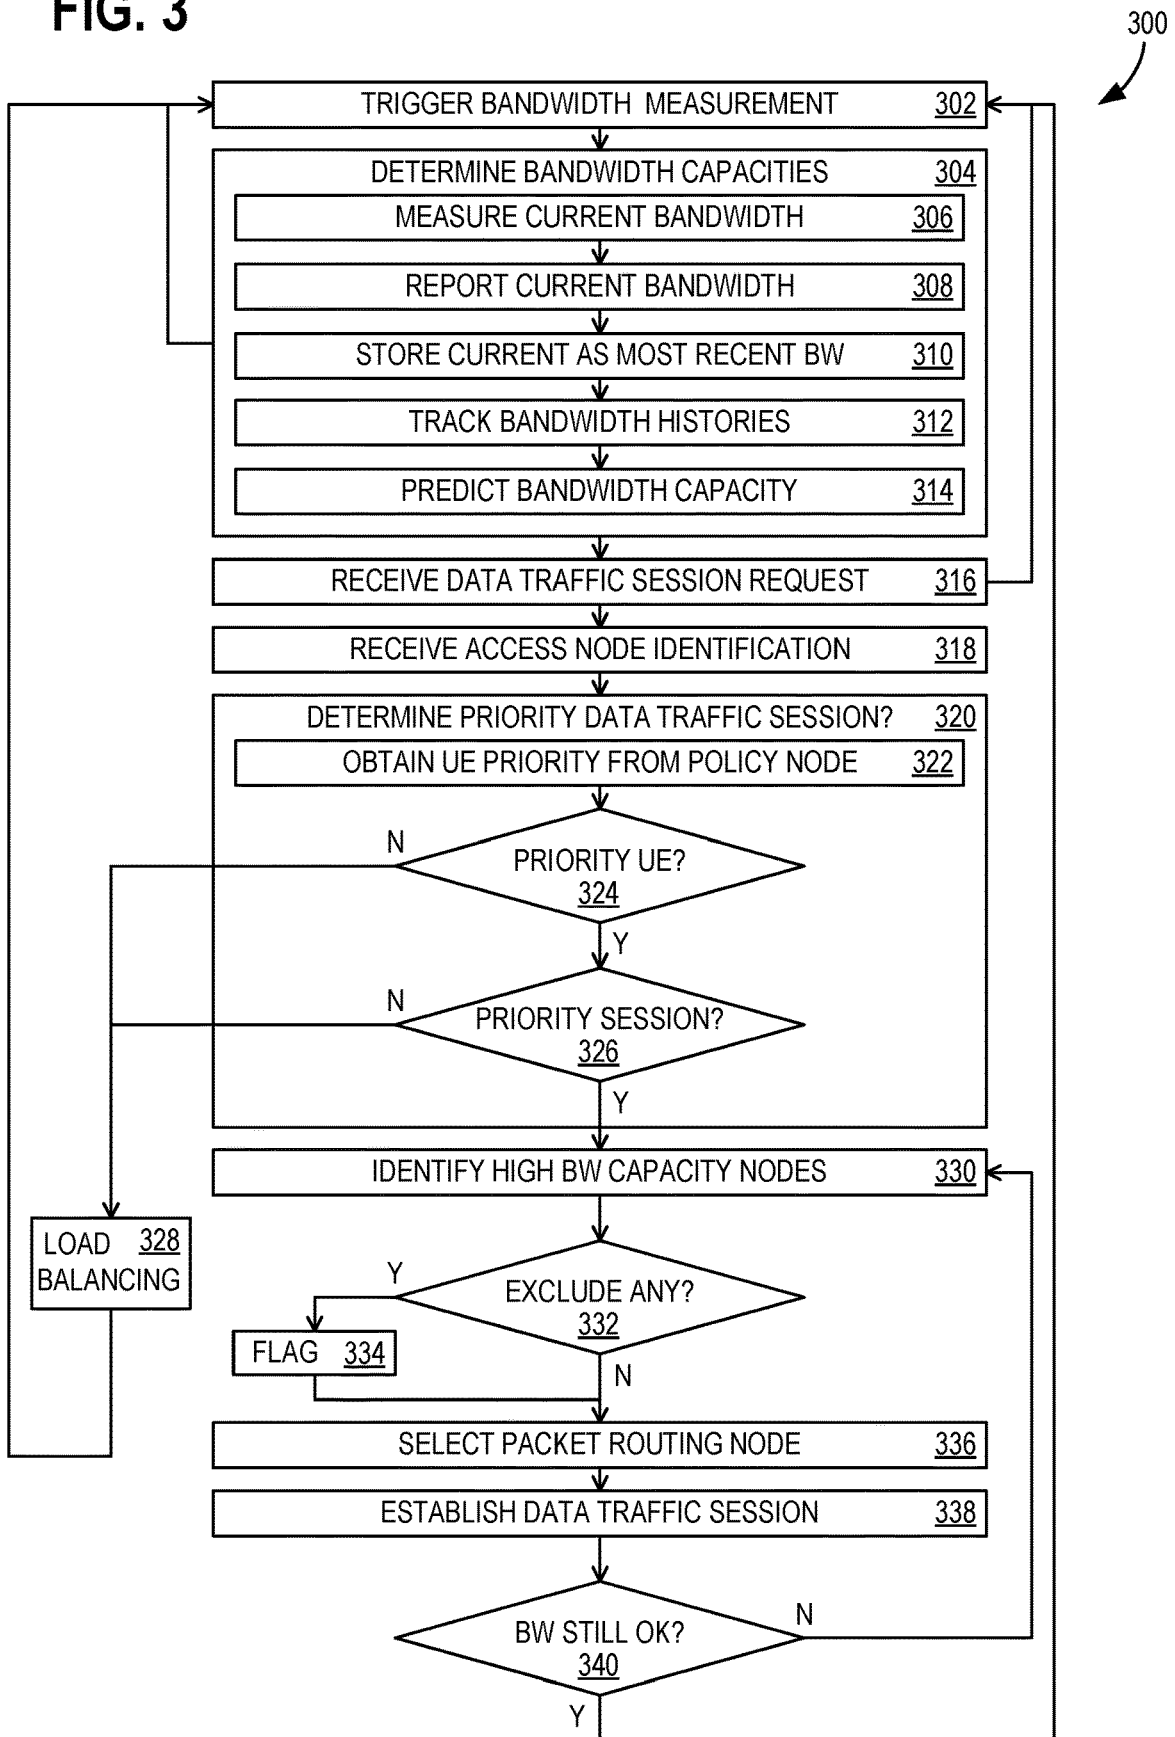 FIG. 3
300
TRIGGER BANDWIDTH MEASUREMENT 302
DETERMINE BANDWIDTH CAPACITIES 304
MEASURE CURRENT BANDWIDTH 306
REPORT CURRENT BANDWIDTH 308
STORE CURRENT AS MOST RECENT BW 310
TRACK BANDWIDTH HISTORIES 312
PREDICT BANDWIDTH CAPACITY 314
RECEIVE DATA TRAFFIC SESSION REQUEST 316
RECEIVE ACCESS NODE IDENTIFICATION 318
DETERMINE PRIORITY DATA TRAFFIC SESSION? 320
OBTAIN UE PRIORITY FROM POLICY NODE 322
N
PRIORITY UE?
324
Y
N
PRIORITY SESSION?
326
Y
IDENTIFY HIGH BW CAPACITY NODES 330
LOAD 328
BALANCING
Y
EXCLUDE ANY?
332
FLAG 334
N
SELECT PACKET ROUTING NODE 336
ESTABLISH DATA TRAFFIC SESSION 338
N
BW STILL OK?
340
Y